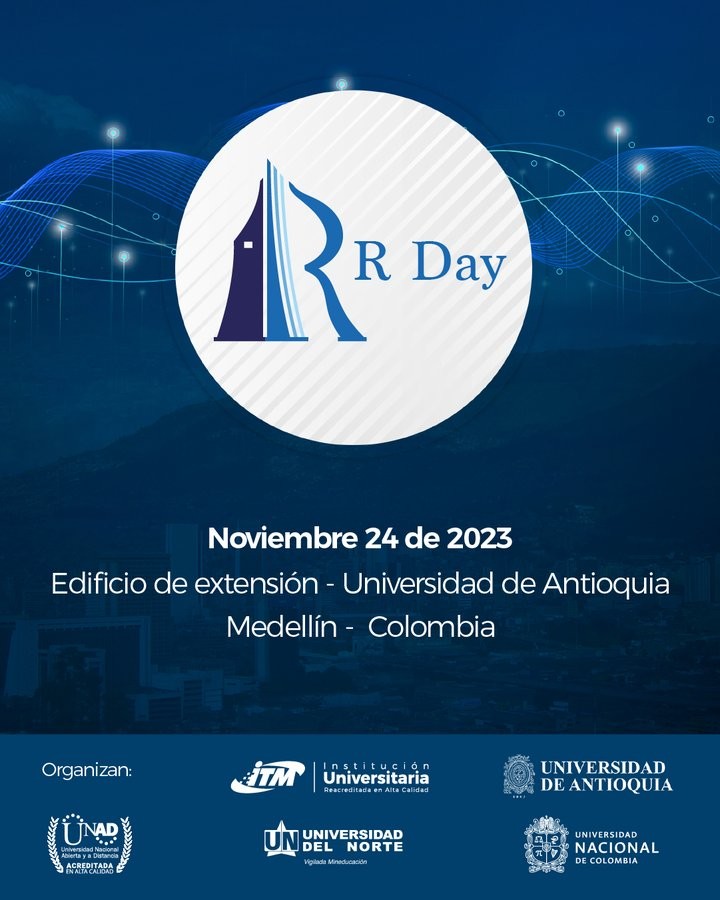 R Day
Noviembre 24 de 2023
Edificio de extensión - Universidad de Antioquia
Medellín - Colombia
Organizan:
iTM
Institución
Universitaria
Reacreditada en Alta Calidad
UNIVERSIDAD
DE ANTIOQUIA
UNAD
Universidad Nacional
Abierta y a Distancia
ACREDITADA
EN ALTA CALIDAD
UN
UNIVERSIDAD
DEL NORTE
Vigilada Mineducación
UNIVERSIDAD
NACIONAL
DE COLOMBIA